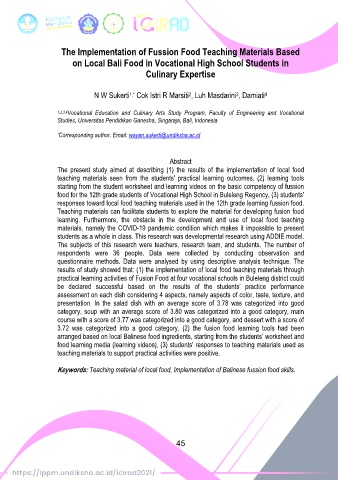 iCIRAD
The Implementation of Fussion Food Teaching Materials Based
on Local Bali Food in Vocational High School Students in
Culinary Expertise
N W Sukerti¹,* Cok Istri R Marsiti², Luh Masdarini³, Damiati⁴
1,2,3,4Vocational Education and Culinary Arts Study Program, Faculty of Engineering and Vocational
Studies, Universitas Pendidikan Ganesha, Singaraja, Bali, Indonesia
*Corresponding author. Email: wayan.sukerti@undiksha.ac.id
Abstract
The present study aimed at describing (1) the results of the implementation of local food
teaching materials seen from the students' practical learning outcomes, (2) learning tools
starting from the student worksheet and learning videos on the basic competency of fussion
food for the 12th grade students of Vocational High School in Buleleng Regency, (3) students'
responses toward local food teaching materials used in the 12th grade learning fussion food.
Teaching materials can facilitate students to explore the material for developing fusion food
learning. Furthermore, the obstacle in the development and use of local food teaching
materials, namely the COVID-19 pandemic condition which makes it impossible to present
students as a whole in class. This research was developmental research using ADDIE model.
The subjects of this research were teachers, research team, and students. The number of
respondents were 36 people. Data were collected by conducting observation and
questionnaire methods. Data were analysed by using descriptive analysis technique. The
results of study showed that: (1) the implementation of local food teaching materials through
practical learning activities of Fusion Food at four vocational schools in Buleleng district could
be declared successful based on the results of the students' practice performance
assessment on each dish considering 4 aspects, namely aspects of color, taste, texture, and
presentation. In the salad dish with an average score of 3.78 was categorized into good
category, soup with an average score of 3.80 was categorized into a good category, main
course with a score of 3.77 was categorized into a good category, and dessert with a score of
3.72 was categorized into a good category, (2) the fusion food learning tools had been
arranged based on local Balinese food ingredients, starting from the students' worksheet and
food learning media (learning videos), (3) students' responses to teaching materials used as
teaching materials to support practical activities were positive.
Keywords: Teaching material of local food, Implementation of Balinese fussion food skills.
45
https://lppm.undiksha.ac.id/icirad2021/